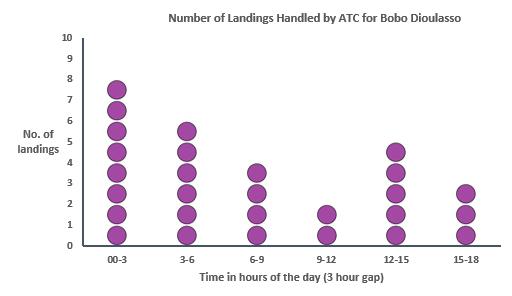 Number of Landings Handled by ATC for Bobo Dioulasso
10
9
8
7
6
5
4
3
2
1
0
No. of
landings
00-3 3-6 6-9 9-12 12-15 15-18
Time in hours of the day (3 hour gap)